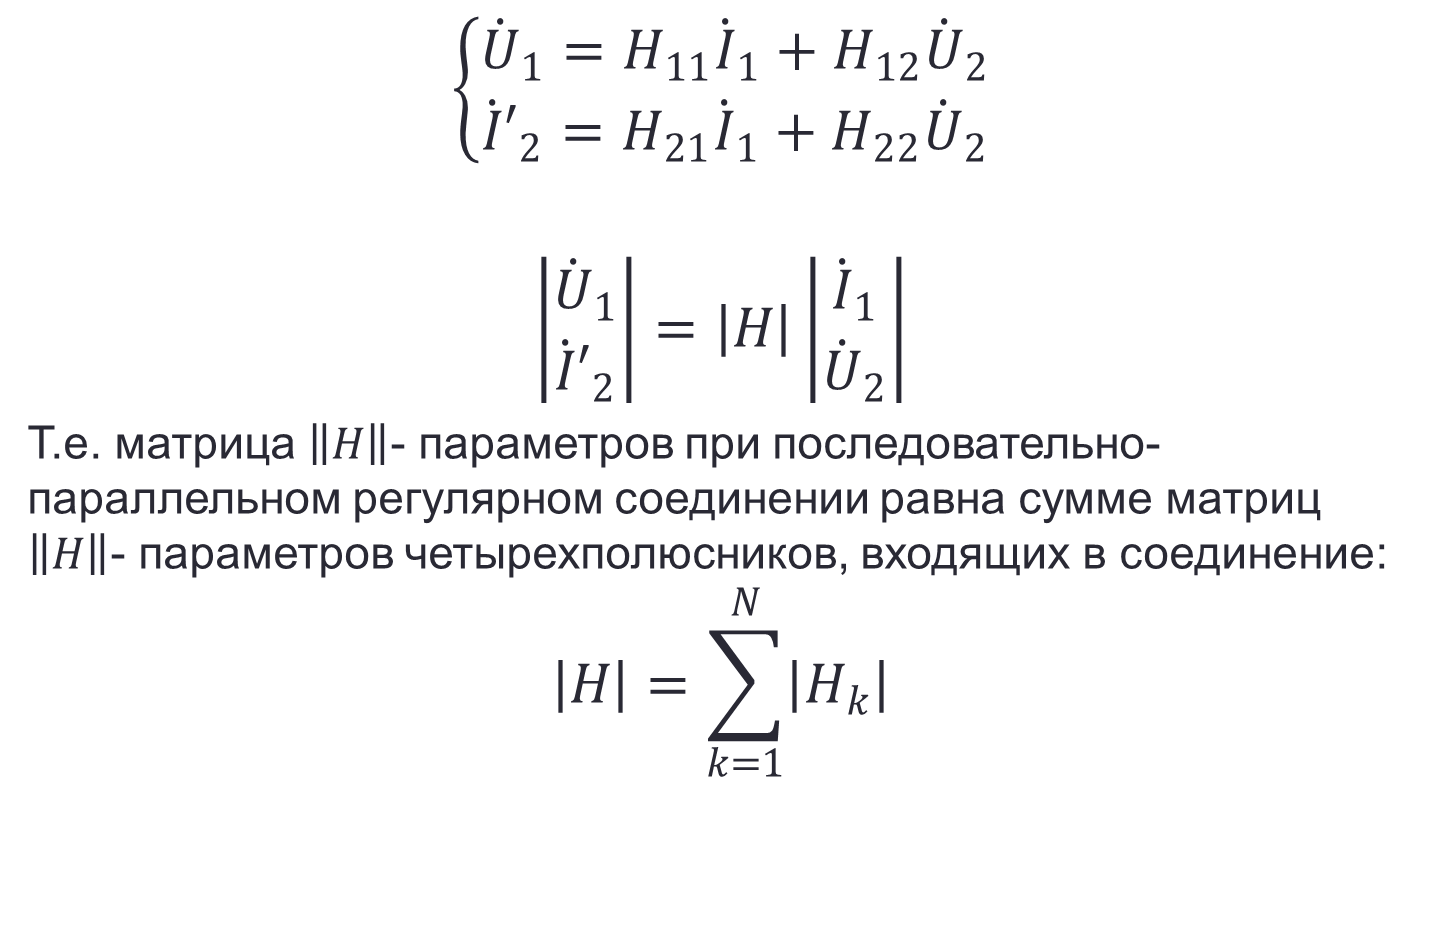 {U̇₁ = H₁₁İ₁ + H₁₂U̇₂
İ′₂ = H₂₁İ₁ + H₂₂U̇₂
|U̇₁| = |H| |İ₁|
|İ′₂| |U̇₂|
Т.е. матрица ‖H‖- параметров при последовательно-
параллельном регулярном соединении равна сумме матриц
‖H‖- параметров четырехполюсников, входящих в соединение:
N
|H| = ∑|Hₖ|
k=1